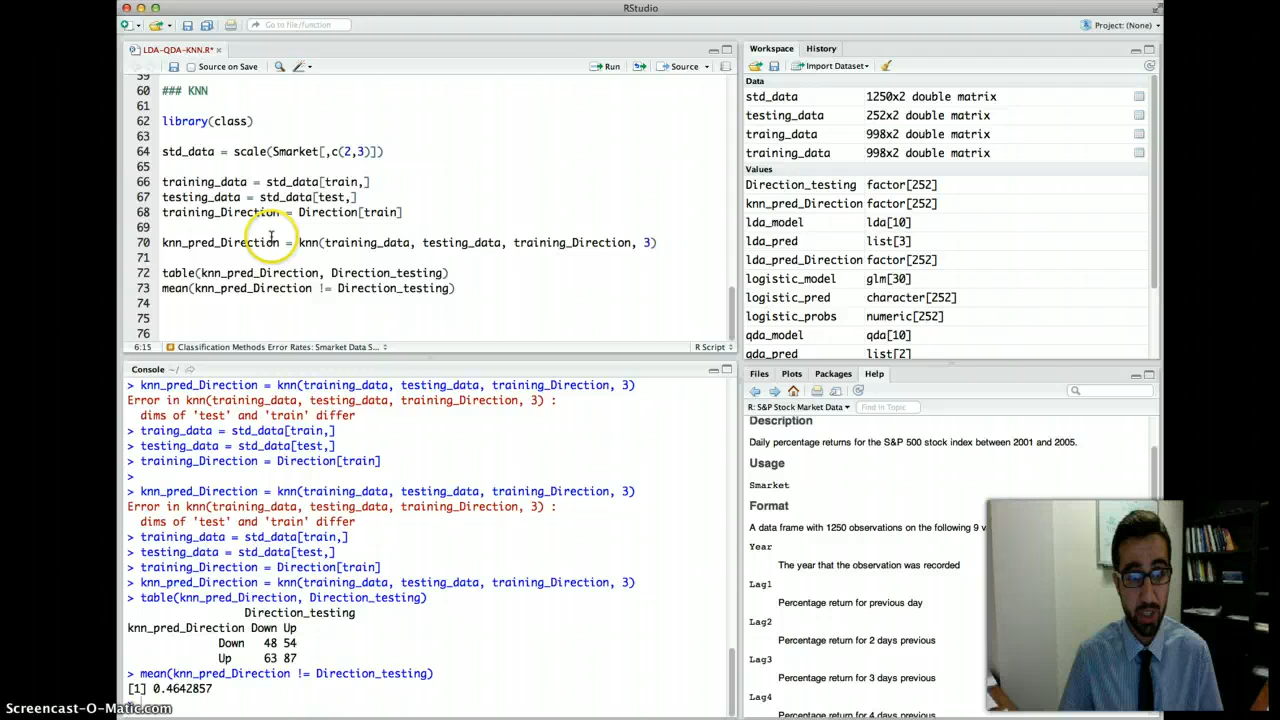 RStudio
Go to file/function
Project: (None)
LDA-QDA-KNN.R*
Source on Save
Run
Source
59
60 ### KNN
61
62 library(class)
63
64 std_data = scale(Smarket[,c(2,3)])
65
66 training_data = std_data[train,]
67 testing_data = std_data[test,]
68 training_Direction = Direction[train]
69
70 knn_pred_Direction = knn(training_data, testing_data, training_Direction, 3)
71
72 table(knn_pred_Direction, Direction_testing)
73 mean(knn_pred_Direction != Direction_testing)
74
75
76
6:15 Classification Methods Error Rates: Smarket Data S... R Script
Console ~/
> knn_pred_Direction = knn(training_data, testing_data, training_Direction, 3)
Error in knn(training_data, testing_data, training_Direction, 3) :
dims of 'test' and 'train' differ
> traing_data = std_data[train,]
> testing_data = std_data[test,]
> training_Direction = Direction[train]
>
> knn_pred_Direction = knn(training_data, testing_data, training_Direction, 3)
Error in knn(training_data, testing_data, training_Direction, 3) :
dims of 'test' and 'train' differ
> training_data = std_data[train,]
> testing_data = std_data[test,]
> training_Direction = Direction[train]
> knn_pred_Direction = knn(training_data, testing_data, training_Direction, 3)
> table(knn_pred_Direction, Direction_testing)
Direction_testing
knn_pred_Direction Down Up
Down 48 54
Up 63 87
> mean(knn_pred_Direction != Direction_testing)
[1] 0.4642857
Workspace History
Import Dataset
Data
std_data 1250x2 double matrix
testing_data 252x2 double matrix
traing_data 998x2 double matrix
training_data 998x2 double matrix
Values
Direction_testing factor[252]
knn_pred_Direction factor[252]
lda_model lda[10]
lda_pred list[3]
lda_pred_Direction factor[252]
logistic_model glm[30]
logistic_pred character[252]
logistic_probs numeric[252]
qda_model qda[10]
qda_pred list[2]
Files Plots Packages Help
R: S&P Stock Market Data Find in Topic
Description
Daily percentage returns for the S&P 500 stock index between 2001 and 2005.
Usage
Smarket
Format
A data frame with 1250 observations on the following 9 v
Year
The year that the observation was recorded
Lag1
Percentage return for previous day
Lag2
Percentage return for 2 days previous
Lag3
Percentage return for 3 days previous
Lag4
Percentage return for 4 days previous
Screencast-O-Matic.com